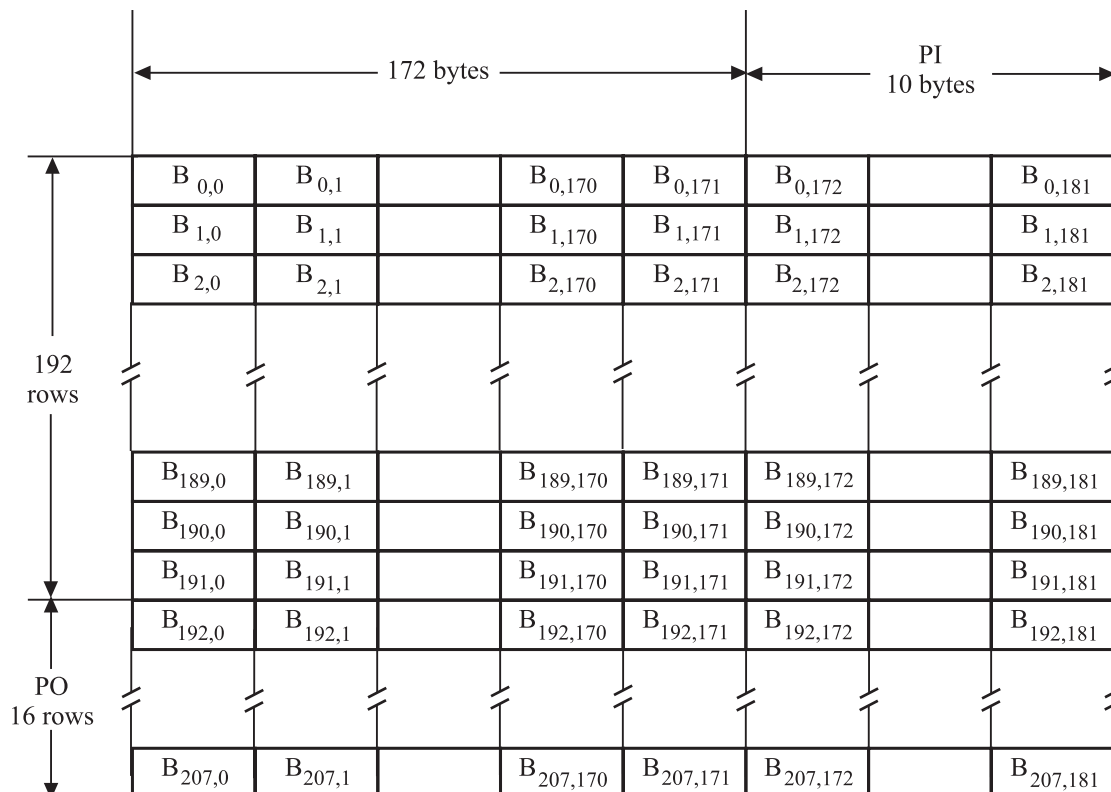 172 bytes
PI
10 bytes
B0,0 B0,1 B0,170 B0,171 B0,172 B0,181
B1,0 B1,1 B1,170 B1,171 B1,172 B1,181
B2,0 B2,1 B2,170 B2,171 B2,172 B2,181
192
rows
B189,0 B189,1 B189,170 B189,171 B189,172 B189,181
B190,0 B190,1 B190,170 B190,171 B190,172 B190,181
B191,0 B191,1 B191,170 B191,171 B191,172 B191,181
B192,0 B192,1 B192,170 B192,171 B192,172 B192,181
PO
16 rows
B207,0 B207,1 B207,170 B207,171 B207,172 B207,181